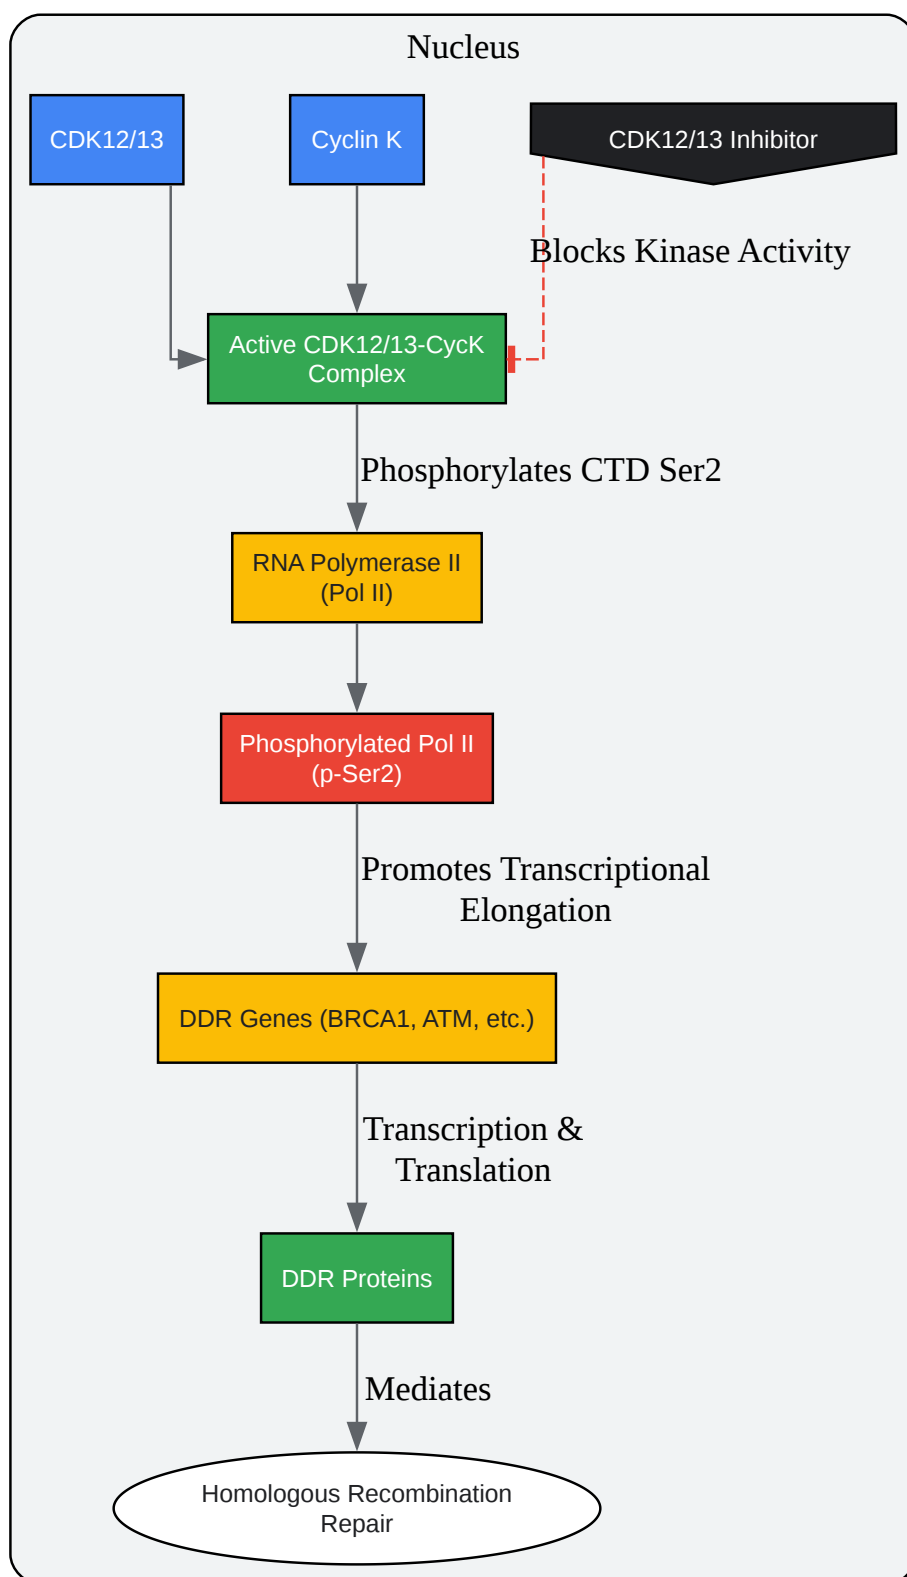 Nucleus
CDK12/13
Cyclin K
CDK12/13 Inhibitor
Blocks Kinase Activity
Active CDK12/13-CycK
Complex
Phosphorylates CTD Ser2
RNA Polymerase II
(Pol II)
Phosphorylated Pol II
(p-Ser2)
Promotes Transcriptional
Elongation
DDR Genes (BRCA1, ATM, etc.)
Transcription &
Translation
DDR Proteins
Mediates
Homologous Recombination
Repair